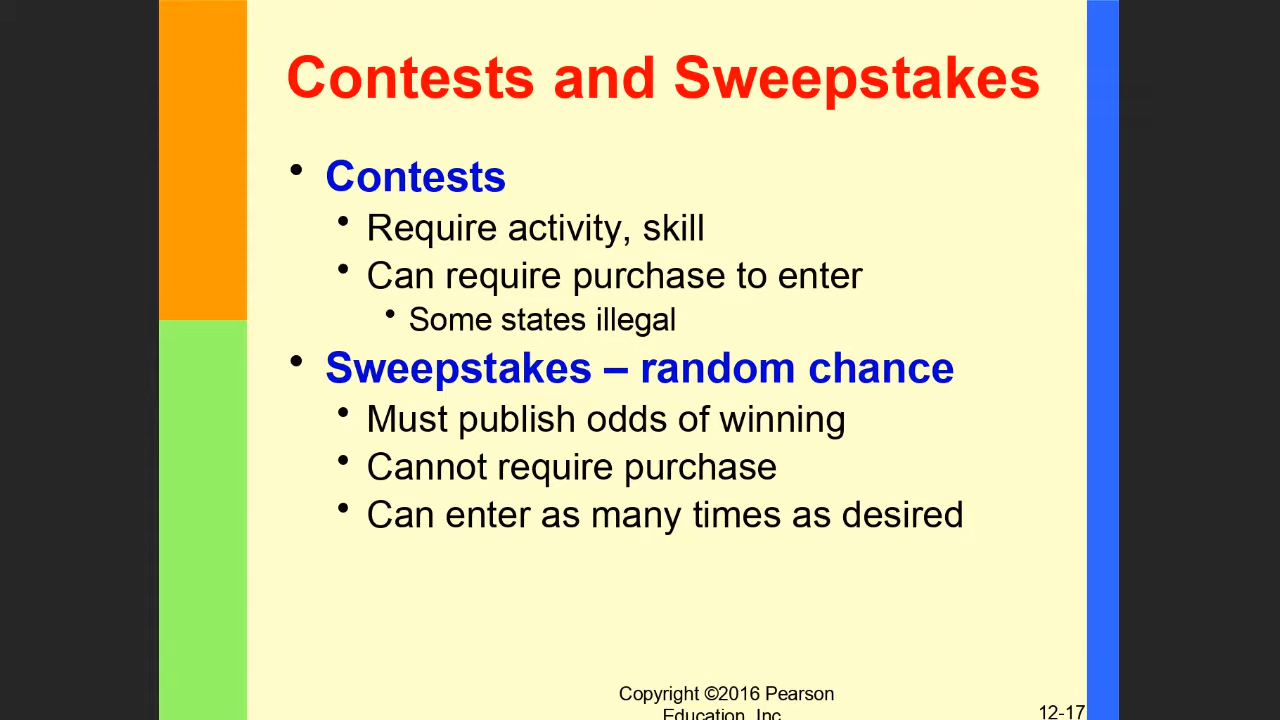 Contests and Sweepstakes
• Contests
• Require activity, skill
• Can require purchase to enter
• Some states illegal
• Sweepstakes – random chance
• Must publish odds of winning
• Cannot require purchase
• Can enter as many times as desired
Copyright ©2016 Pearson
Education, Inc
12-17